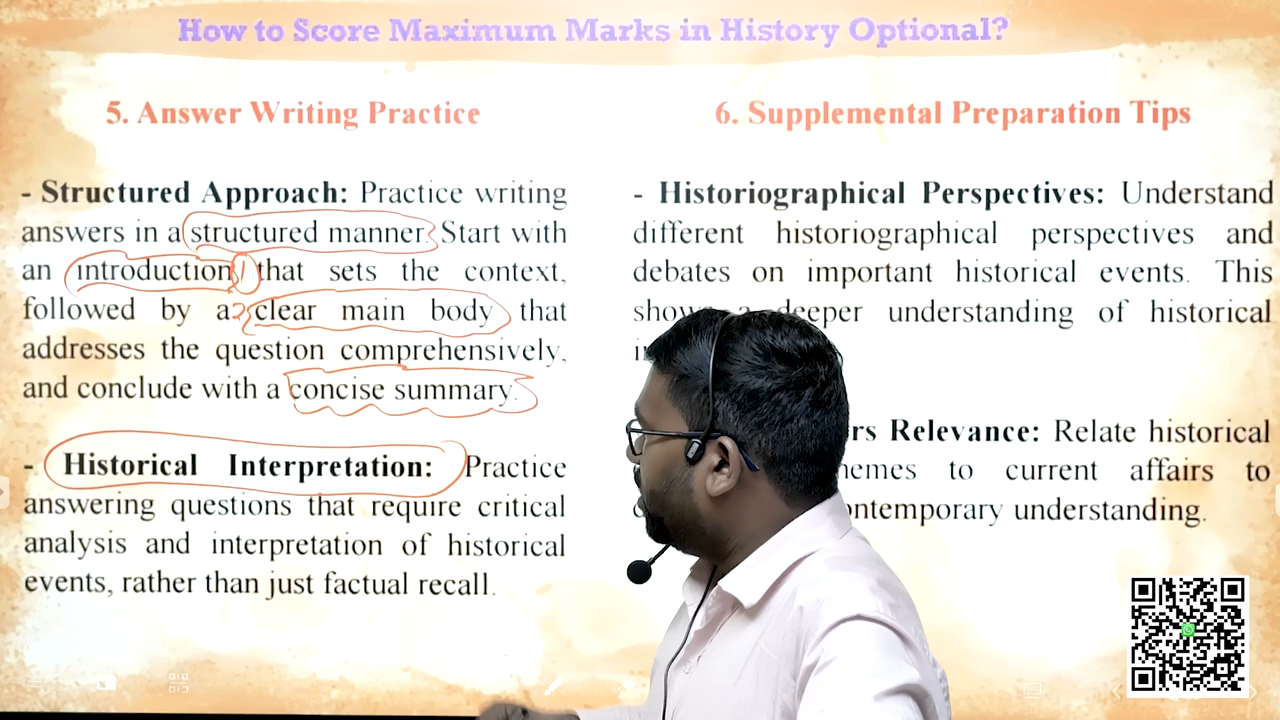 How to Score Maximum Marks in History Optional?
5. Answer Writing Practice
- Structured Approach: Practice writing
answers in a structured manner. Start with
an introduction that sets the context,
followed by a clear main body that
addresses the question comprehensively,
and conclude with a concise summary.
- Historical Interpretation: Practice
answering questions that require critical
analysis and interpretation of historical
events, rather than just factual recall.
6. Supplemental Preparation Tips
- Historiographical Perspectives: Understand
different historiographical perspectives and
debates on important historical events. This
shows a deeper understanding of historical
Relevance: Relate historical
to current affairs to
understanding.